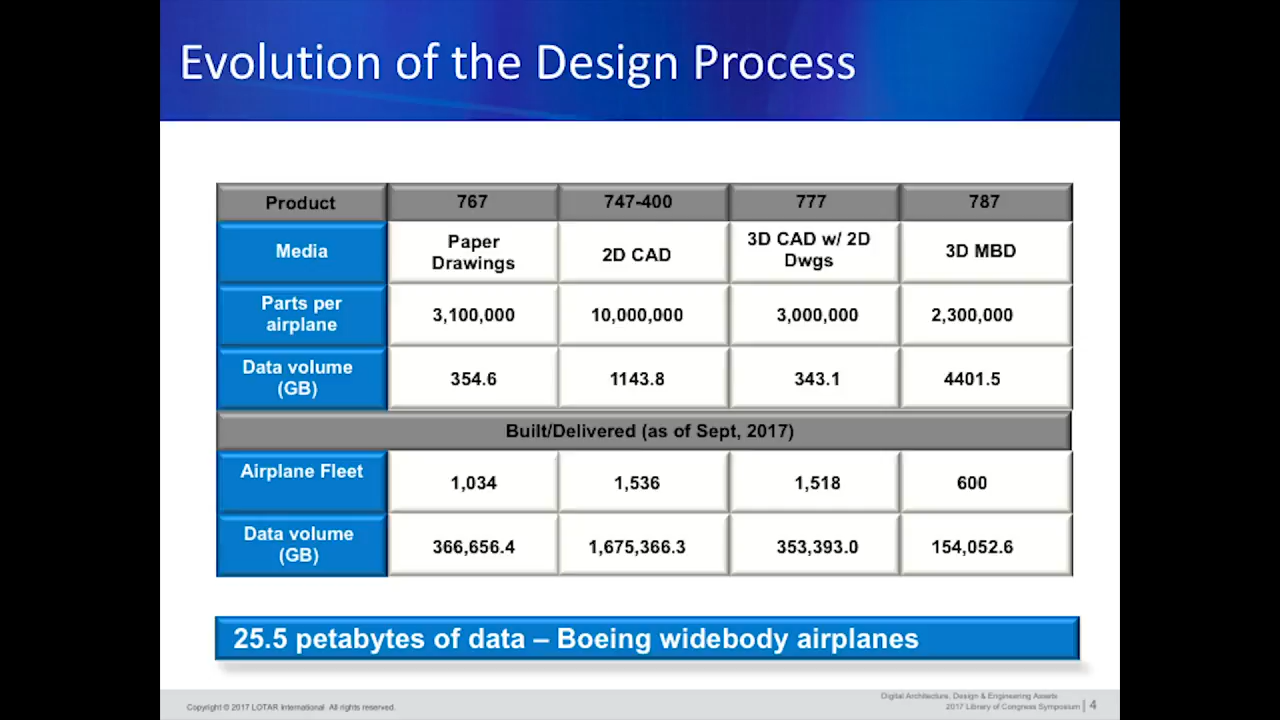 Evolution of the Design Process
Product 767 747-400 777 787
Media Paper Drawings 2D CAD 3D CAD w/ 2D Dwgs 3D MBD
Parts per airplane 3,100,000 10,000,000 3,000,000 2,300,000
Data volume (GB) 354.6 1143.8 343.1 4401.5
Built/Delivered (as of Sept, 2017)
Airplane Fleet 1,034 1,536 1,518 600
Data volume (GB) 366,656.4 1,675,366.3 353,393.0 154,052.6
25.5 petabytes of data – Boeing widebody airplanes
Digital Architecture, Design & Engineering Assets
Copyright © 2017 LOTAR International All rights reserved.
2017 Library of Congress Symposium | 4